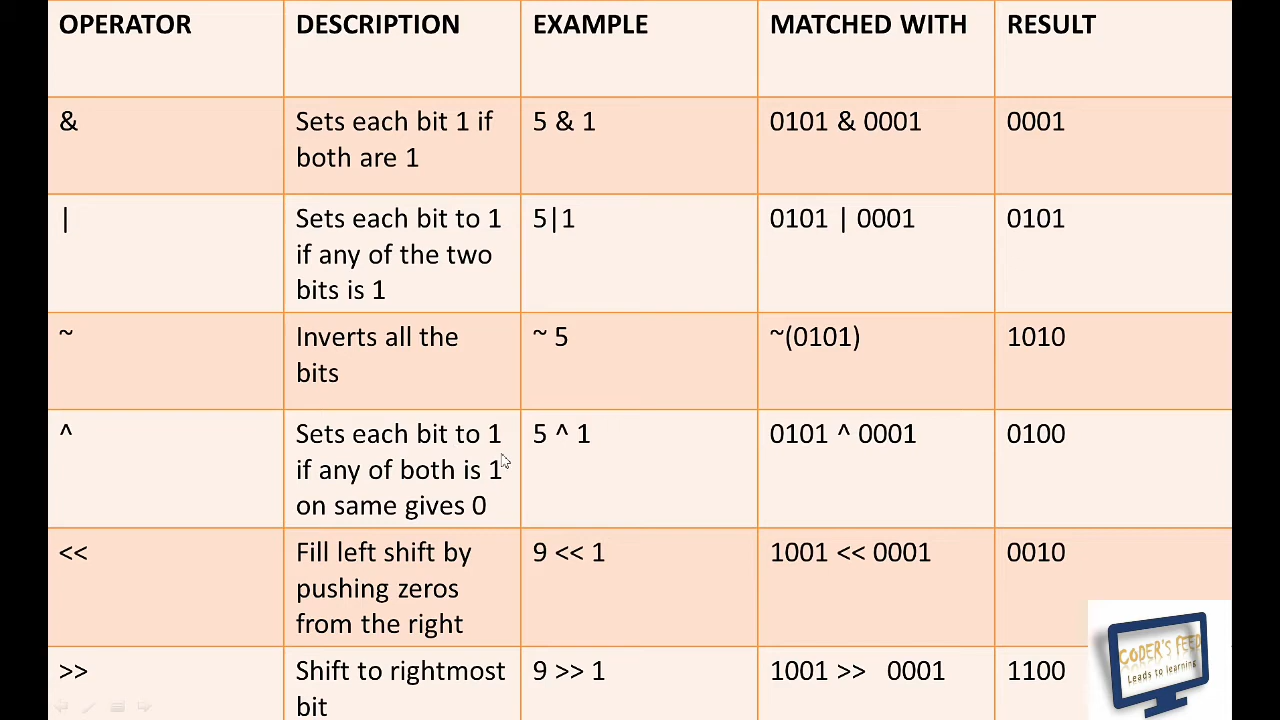 OPERATOR DESCRIPTION EXAMPLE MATCHED WITH RESULT
& Sets each bit 1 if 5 & 1 0101 & 0001 0001
both are 1
| Sets each bit to 1 5|1 0101 | 0001 0101
if any of the two
bits is 1
~ Inverts all the ~ 5 ~(0101) 1010
bits
^ Sets each bit to 1 5 ^ 1 0101 ^ 0001 0100
if any of both is 1
on same gives 0
<< Fill left shift by 9 << 1 1001 << 0001 0010
pushing zeros
from the right
>> Shift to rightmost 9 >> 1 1001 >> 0001 1100
bit
CODER'S FEED
Leads to learning